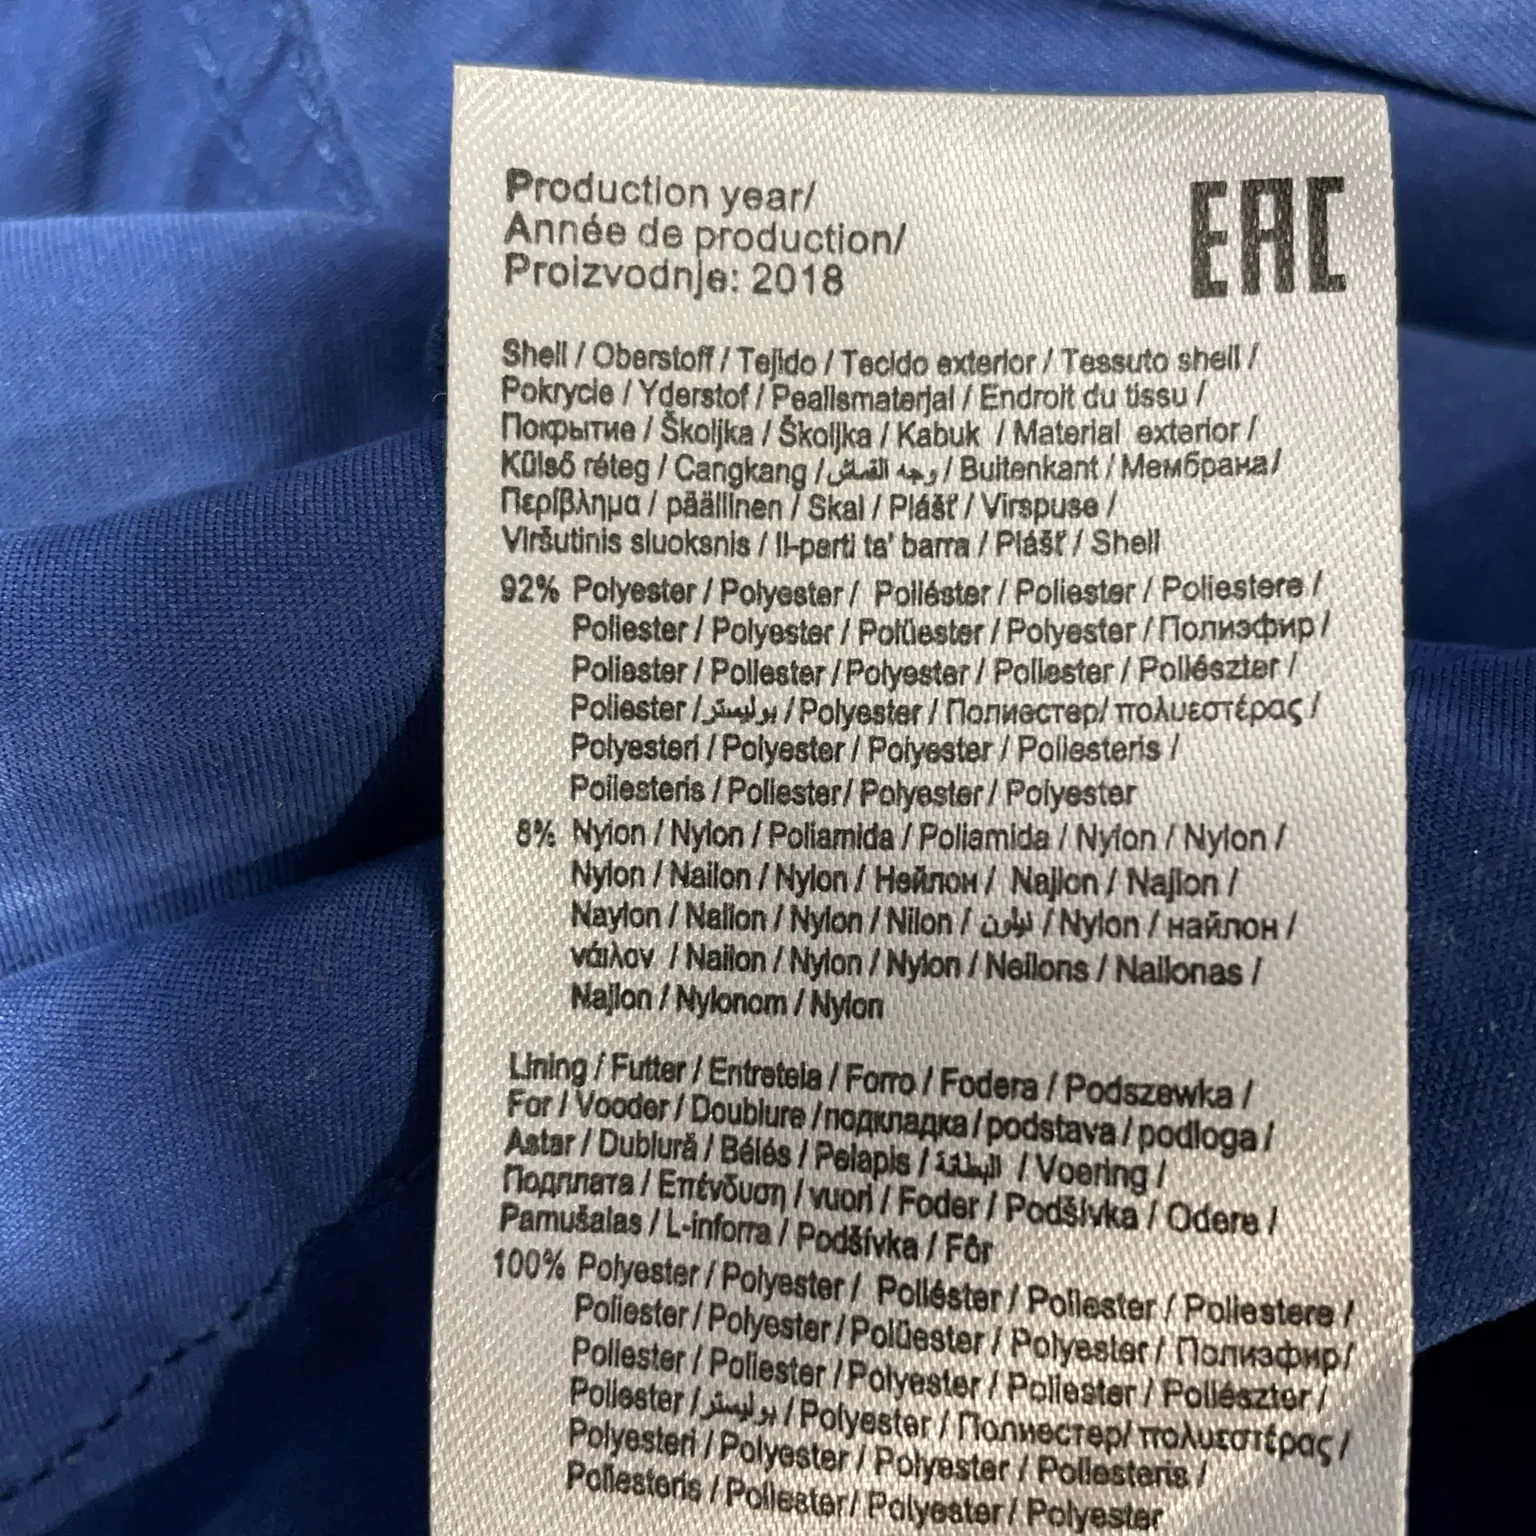 Production year/
Année de production/
Proizvodnje: 2018
EAC
Shell / Oberstoff / Tejido / Tecido exterior / Tessuto shell /
Pokrycie / Yderstof / Pealismaterjal / Endroit du tissu /
Покрытие / Školjka / Školjka / Kabuk / Material exterior /
Külső réteg / Cangkang / وجه القماش / Buitenkant / Мембрана/
Περίβλημα / päällinen / Skal / Plášť / Virspuse /
Viršutinis sluoksnis / Il-parti ta' barra / Plášť / Shell
92% Polyester / Polyester / Poliéster / Poliester / Poliestere /
Poliester / Polyester / Polüester / Polyester / Полиэфир /
Poliester / Poliester / Polyester / Poliester / Poliészter /
Poliester / بوليستر / Polyester / Полиестер/ πολυεστέρας /
Polyesteri / Polyester / Polyester / Poliesteris /
Poliesteris / Poliester/ Polyester / Polyester
8% Nylon / Nylon / Poliamida / Poliamida / Nylon / Nylon /
Nylon / Nailon / Nylon / Нейлон / Najlon / Najlon /
Naylon / Nailon / Nylon / Nilon / نيلون / Nylon / найлон /
νάιλον / Nailon / Nylon / Nylon / Neilons / Nailonas /
Najlon / Nylonom / Nylon
Lining / Futter / Entretela / Forro / Fodera / Podszewka /
For / Vooder / Doublure /подкладка / podstava / podloga /
Astar / Dublură / Bélés / Pelapis / البطانة / Voering /
Подплата / Επένδυση / vuori / Foder / Podšívka / Odere /
Pamušalas / L-inforra / Podšívka / Fôr
100% Polyester / Polyester / Poliéster / Poliester / Poliestere /
Poliester / Polyester / Polüester / Polyester / Полиэфир/
Poliester / Poliester / Polyester / Poliester / Poliészter /
Poliester / بوليستر / Polyester / Полиестер/ πολυεστέρας /
Polyesteri / Polyester / Polyester / Poliesteris /
Poliesteris / Poliester/ Polyester / Polyester